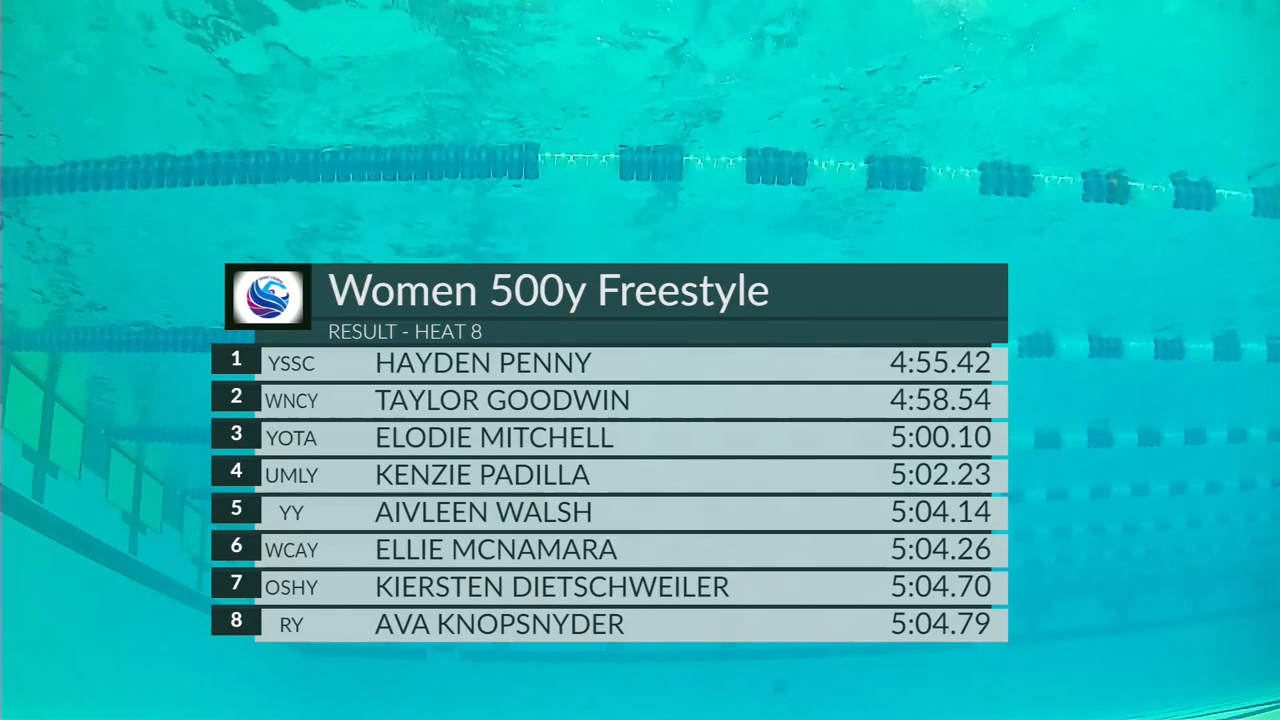 Women 500y Freestyle
RESULT - HEAT 8
1 YSSC HAYDEN PENNY 4:55.42
2 WNCY TAYLOR GOODWIN 4:58.54
3 YOTA ELODIE MITCHELL 5:00.10
4 UMLY KENZIE PADILLA 5:02.23
5 YY AIVLEEN WALSH 5:04.14
6 WCAY ELLIE MCNAMARA 5:04.26
7 OSHY KIERSTEN DIETSCHWEILER 5:04.70
8 RY AVA KNOPSNYDER 5:04.79